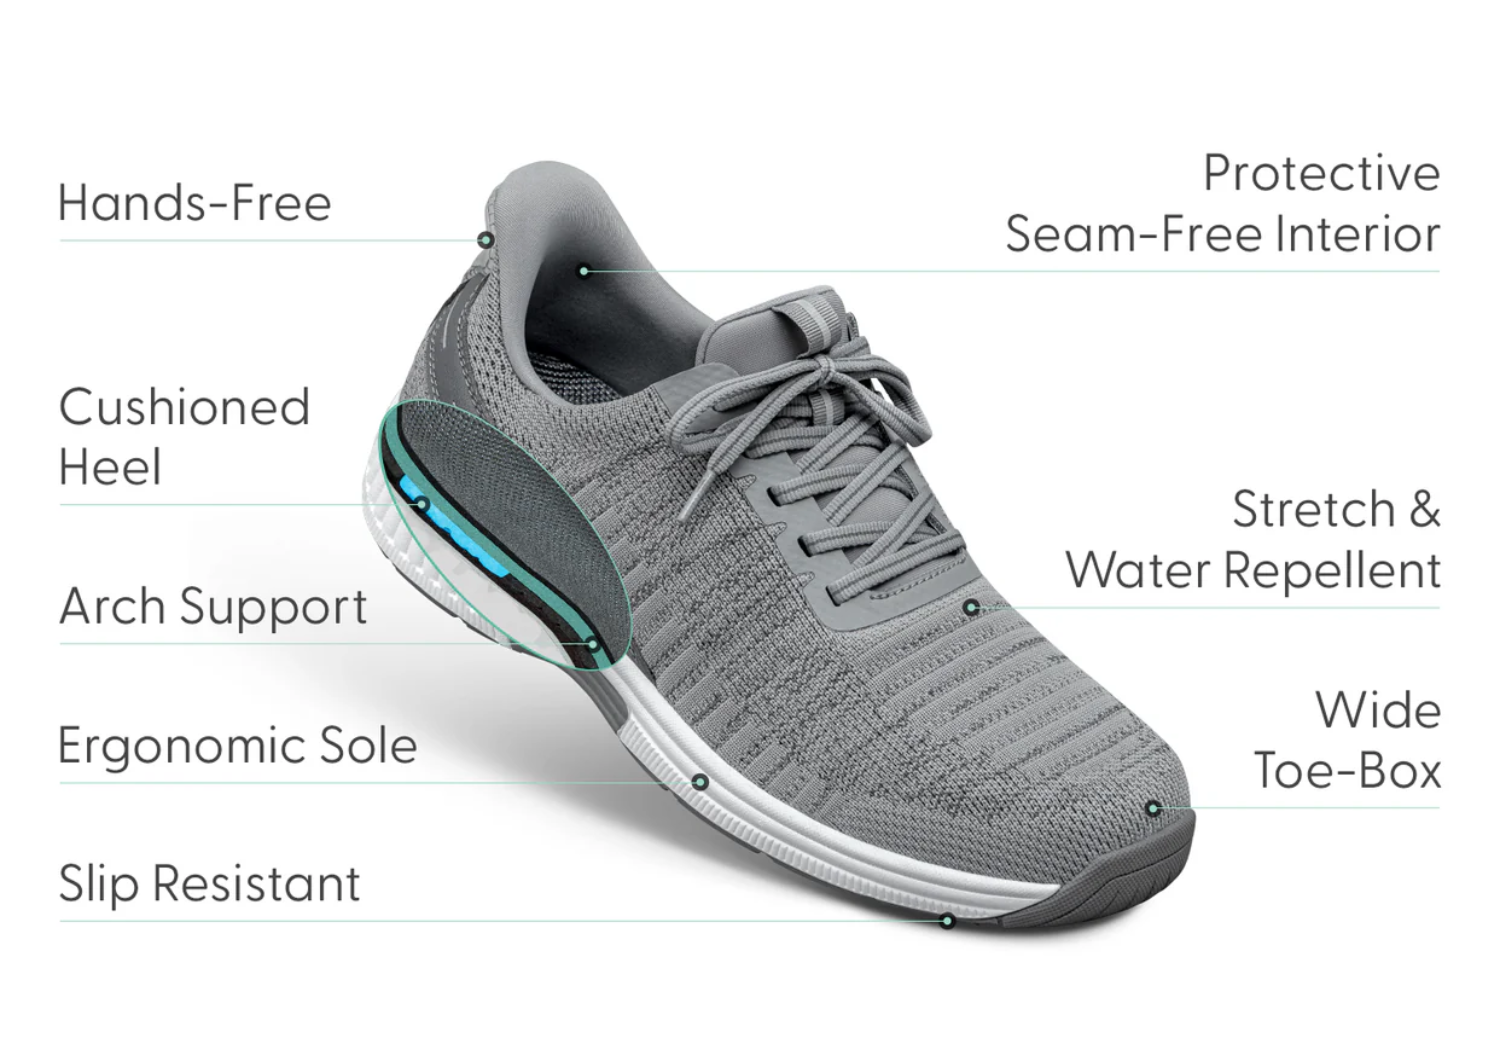 Hands-Free
Protective
Seam-Free Interior
Cushioned
Heel
Stretch &
Water Repellent
Arch Support
Wide
Toe-Box
Ergonomic Sole
Slip Resistant